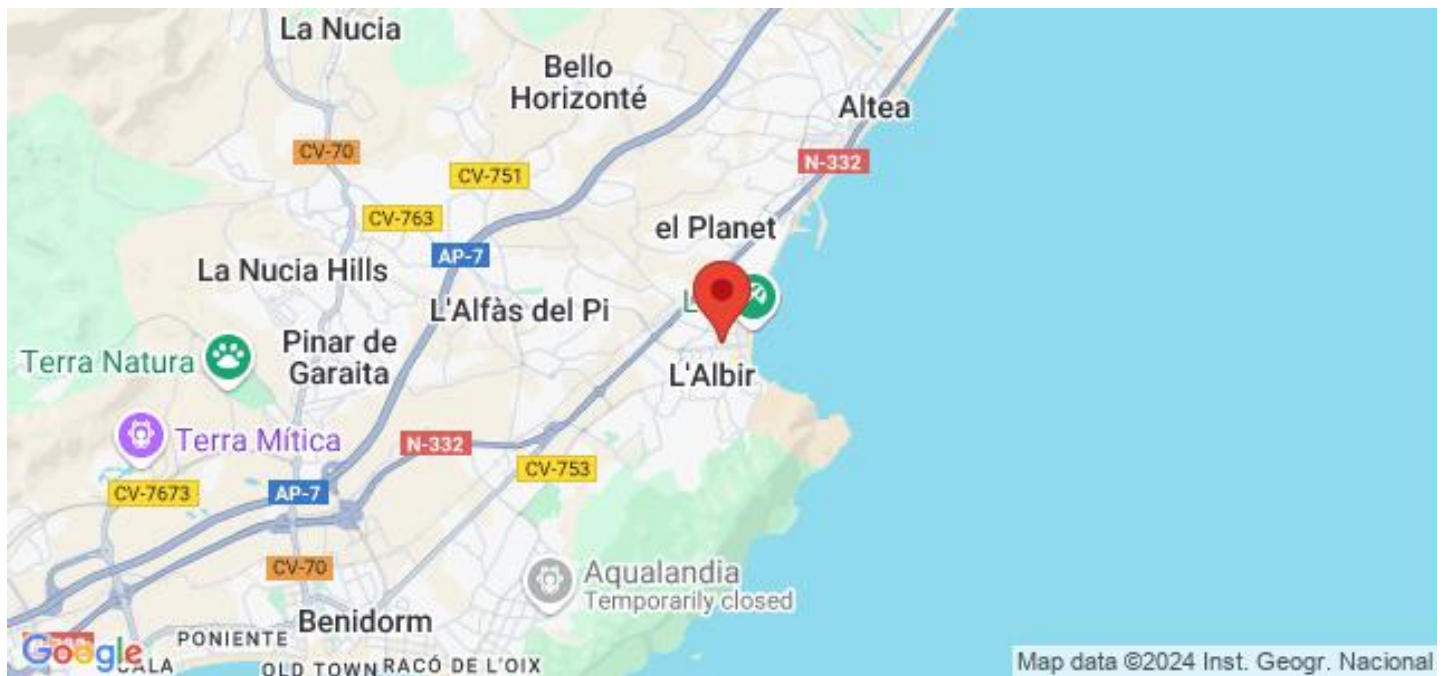 La Nucia
Bello
Horizonté
Altea
CV-70
N-332
CV-751
CV-763
el Planet
AP-7
La Nucia Hills
L'Alfàs del Pi
Pinar de
Garaita
Terra Natura
L'Albir
Terra Mítica
N-332
CV-753
CV-7673
AP-7
CV-70
Aqualandia
Temporarily closed
Benidorm
PONIENTE
Google
OLD TOWN
RACÓ DE L'OIX
Map data ©2024 Inst. Geogr. Nacional